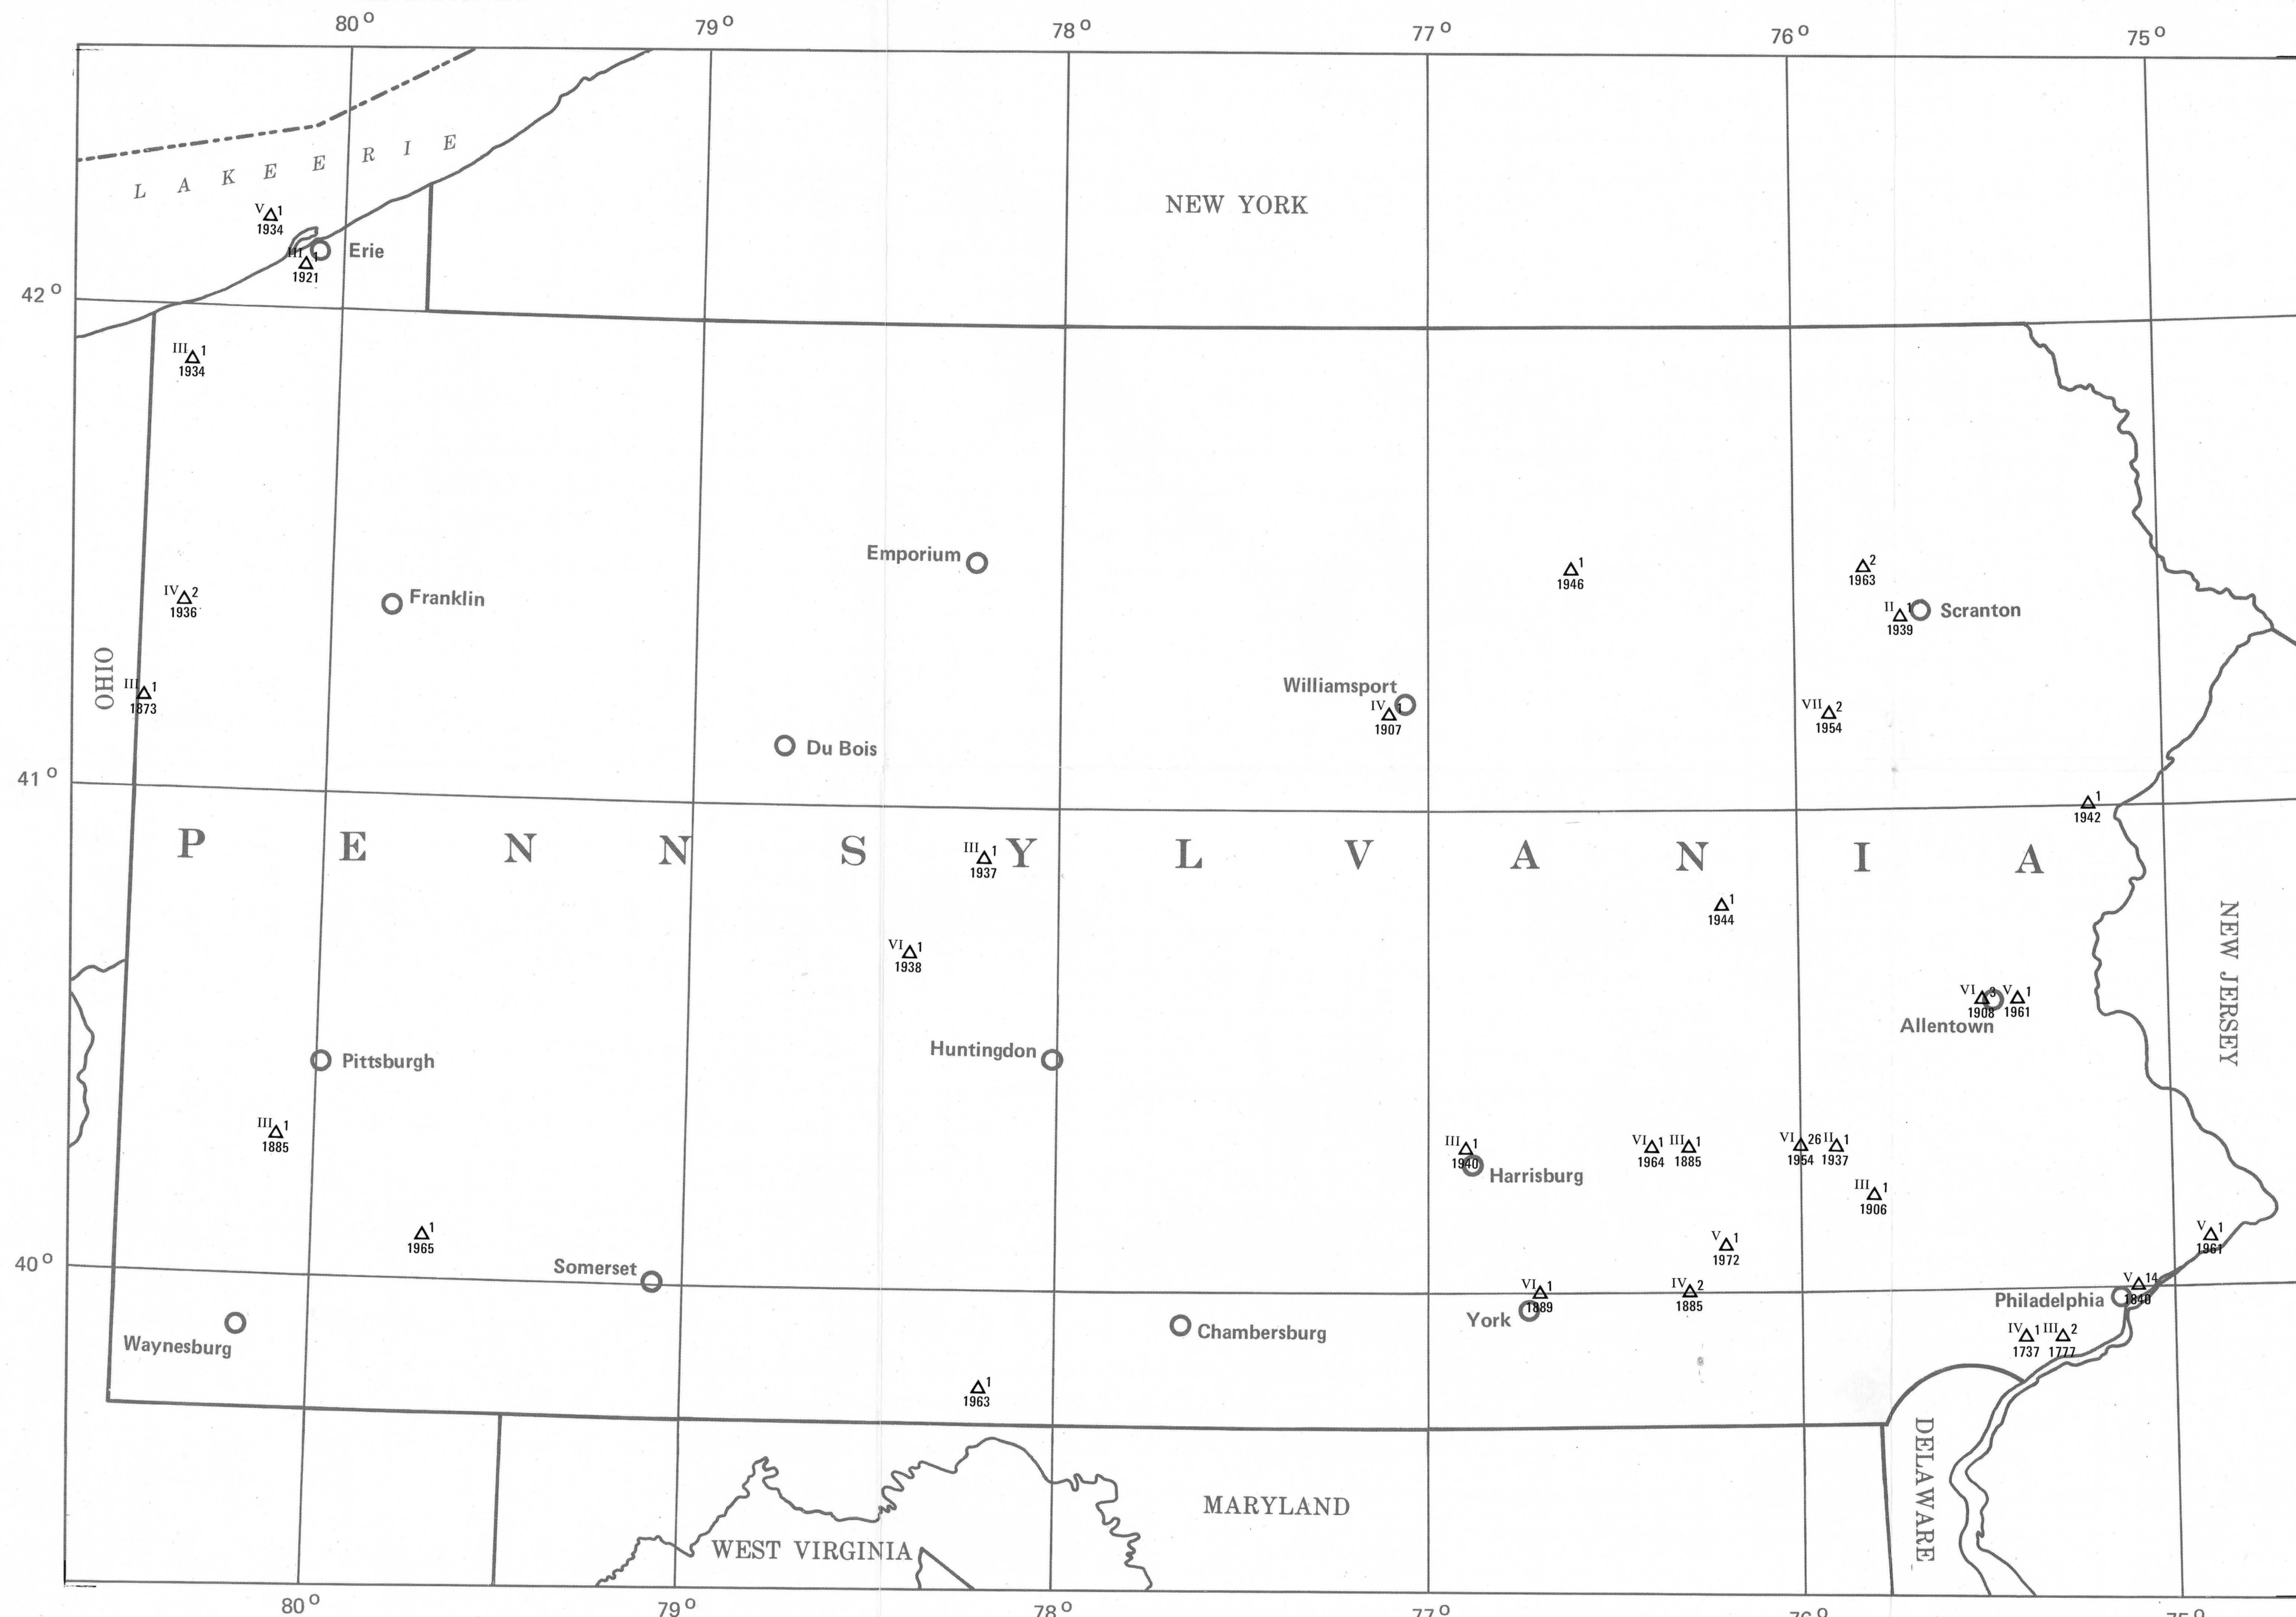 80° 79° 78° 77° 76° 75°
LAKE ERIE
NEW YORK
V 1
1934
III 1
1921
Erie
42°
III 1
1934
Emporium
1
1946
2
1963
IV 2
1936
Franklin
II 1
1939
Scranton
OHIO
III 1
1873
Williamsport
IV 1
1907
VII 2
1954
Du Bois
41°
1
1942
PENNSYLVANIA
III 1
1937
1
1944
VI 1
1938
NEW JERSEY
VI 3
1908
V 1
1961
Allentown
Huntingdon
Pittsburgh
III 1
1885
III 1
1940
Harrisburg
VI 1
1964
III 1
1885
VI 26
1954
II 1
1937
III 1
1906
1
1965
V 1
1972
V 1
1961
40°
Somerset
VI 1
1889
York
IV 2
1885
V 14
1840
Philadelphia
Waynesburg
Chambersburg
IV 1
1737
III 2
1777
1
1963
DELAWARE
MARYLAND
WEST VIRGINIA
80° 79° 78° 77° 76° 75°